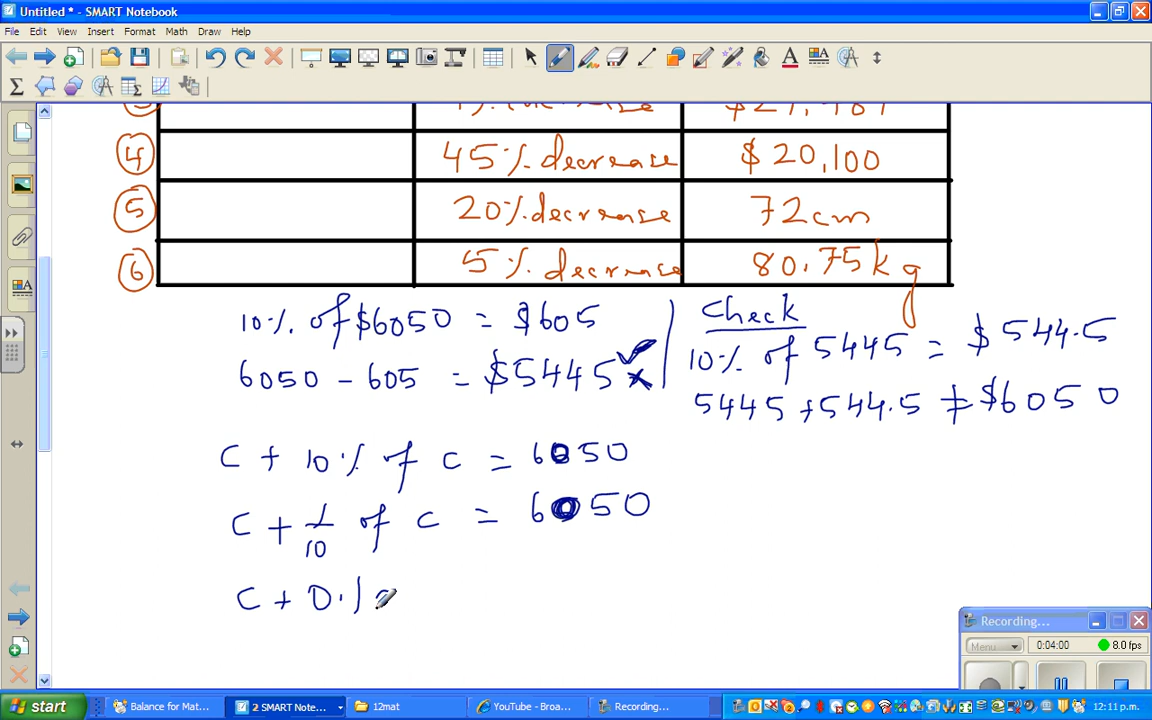 Untitled * - SMART Notebook
File Edit View Insert Format Math Draw Help
④ 45% decrease $20,100
⑤ 20% decrease 72cm
⑥ 5% decrease 80.75kg
10% of $6050 = $605
6050 - 605 = $5445 ✓ ×
Check
10% of 5445 = $544.5
5445 + 544.5 ≠ $6050
C + 10% of C = 6050
C + 1/10 of C = 6050
C + 0.1
Recording...
Menu 0:04:00 8.0 fps
start Balance for Mat... 2 SMART Note... 12mat YouTube - Broa... Recording... 12:11 p.m.